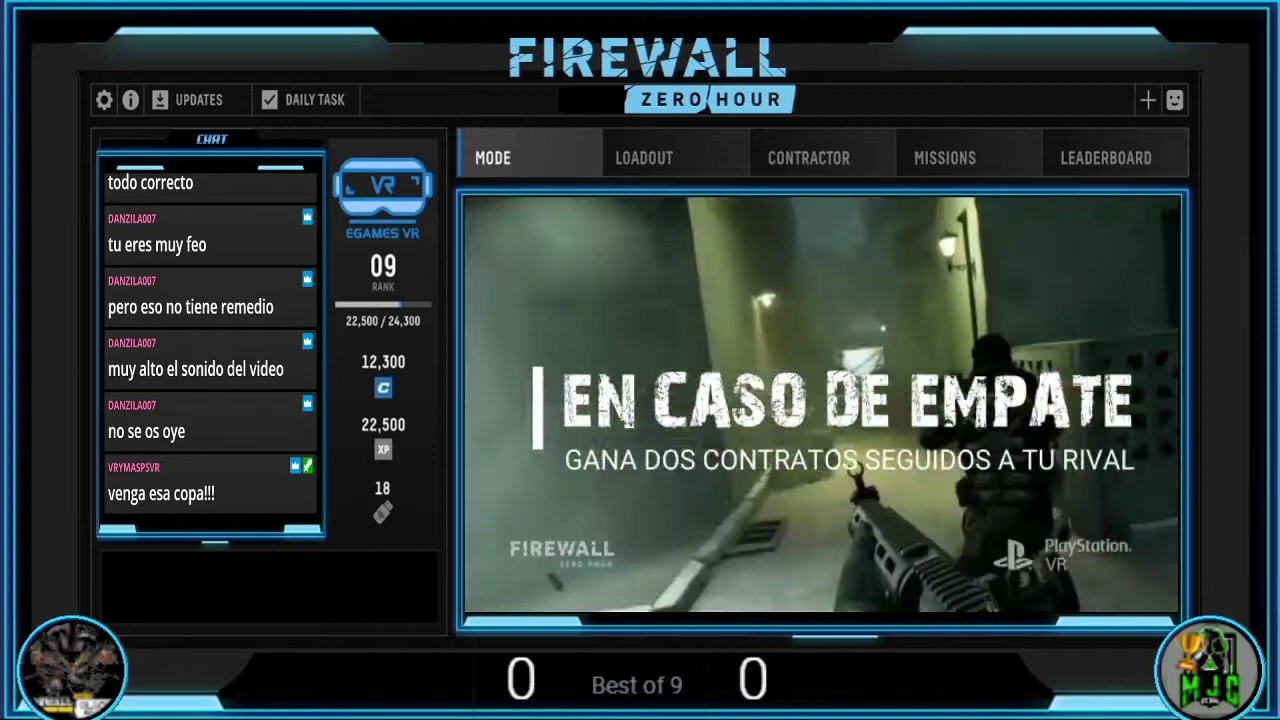 FIREWALL
ZERO HOUR
UPDATES
DAILY TASK
CHAT
todo correcto
DANZILA007
tu eres muy feo
DANZILA007
pero eso no tiene remedio
DANZILA007
muy alto el sonido del video
DANZILA007
no se os oye
VRYMASPSVR
venga esa copa!!!
VR
EGAMES VR
09
RANK
22,500 / 24,300
12,300
C
22,500
XP
18
MODE
LOADOUT
CONTRACTOR
MISSIONS
LEADERBOARD
EN CASO DE EMPATE
GANA DOS CONTRATOS SEGUIDOS A TU RIVAL
FIREWALL
ZERO HOUR
PlayStation.
VR
0
Best of 9
0
MJC